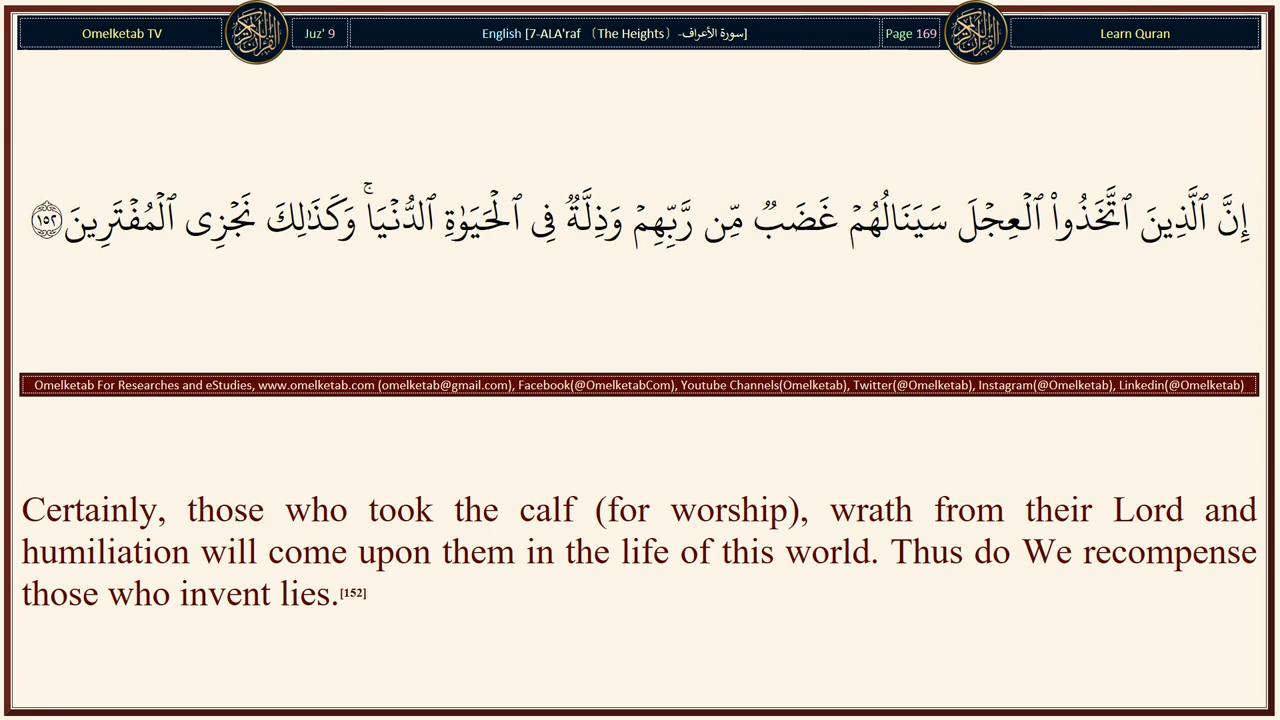 Omelketab TV
Juz' 9
English [7-ALA'raf （The Heights）-سورة الأعراف]
Page 169
Learn Quran
إِنَّ ٱلَّذِينَ ٱتَّخَذُوا۟ ٱلْعِجْلَ سَيَنَالُهُمْ غَضَبٌ مِّن رَّبِّهِمْ وَذِلَّةٌ فِى ٱلْحَيَوٰةِ ٱلدُّنْيَا ۚ وَكَذَٰلِكَ نَجْزِى ٱلْمُفْتَرِينَ ١٥٢
Omelketab For Researches and eStudies, www.omelketab.com (omelketab@gmail.com), Facebook(@OmelketabCom), Youtube Channels(Omelketab), Twitter(@Omelketab), Instagram(@Omelketab), Linkedin(@Omelketab)
Certainly, those who took the calf (for worship), wrath from their Lord and
humiliation will come upon them in the life of this world. Thus do We recompense
those who invent lies.[152]